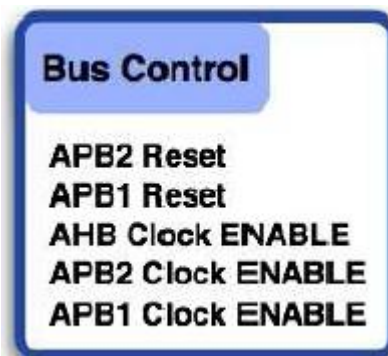 Bus Control
APB2 Reset
APB1 Reset
AHB Clock ENABLE
APB2 Clock ENABLE
APB1 Clock ENABLE